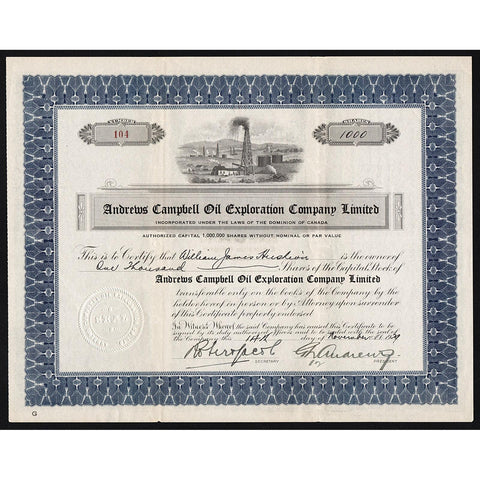 NUMBER
104
SHARES
1000
Andrews Campbell Oil Exploration Company Limited
INCORPORATED UNDER THE LAWS OF THE DOMINION OF CANADA
AUTHORIZED CAPITAL 1,000,000 SHARES WITHOUT NOMINAL OR PAR VALUE
This is to Certify that William James is the owner of
One Thousand Shares of the Capital Stock of
Andrews Campbell Oil Exploration Company Limited
transferable only on the books of the Company by the
holder hereof in person or by Attorney upon surrender
of this Certificate properly endorsed.
In Witness Whereof the said Company has caused this Certificate to be
signed by its duly authorized officers and to be sealed with the seal of
the Company this 14th day of November A.D. 1929
SECRETARY
PRESIDENT
G